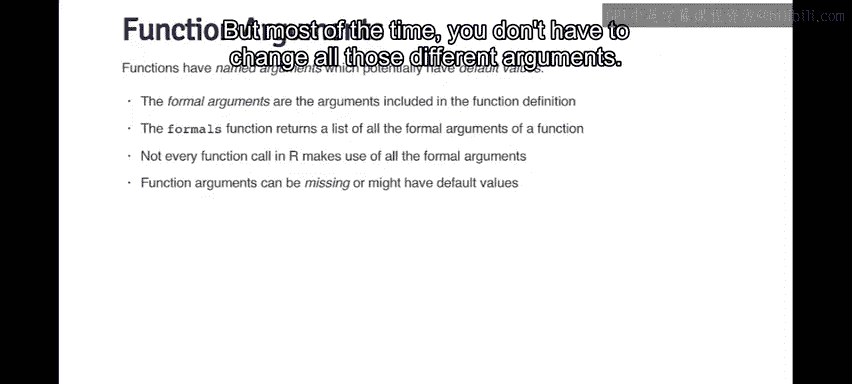 Function Arguments
But most of the time, you don't have to
change all those different arguments.
Functions have named arguments which potentially have default values.
· The formal arguments are the arguments included in the function definition
· The formals function returns a list of all the formal arguments of a function
· Not every function call in R makes use of all the formal arguments
· Function arguments can be missing or might have default values